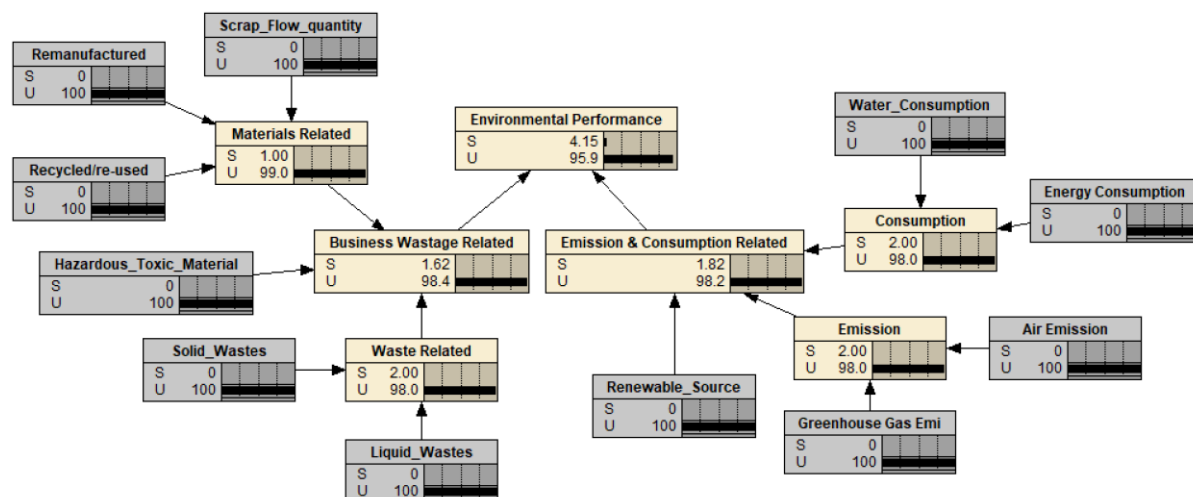 Scrap_Flow_quantity
S 0
U 100
Remanufactured
S 0
U 100
Materials Related
S 1.00
U 99.0
Recycled/re-used
S 0
U 100
Environmental Performance
S 4.15
U 95.9
Water_Consumption
S 0
U 100
Energy Consumption
S 0
U 100
Consumption
S 2.00
U 98.0
Business Wastage Related
S 1.62
U 98.4
Emission & Consumption Related
S 1.82
U 98.2
Hazardous_Toxic_Material
S 0
U 100
Solid_Wastes
S 0
U 100
Waste Related
S 2.00
U 98.0
Liquid_Wastes
S 0
U 100
Renewable_Source
S 0
U 100
Emission
S 2.00
U 98.0
Air Emission
S 0
U 100
Greenhouse Gas Emi
S 0
U 100